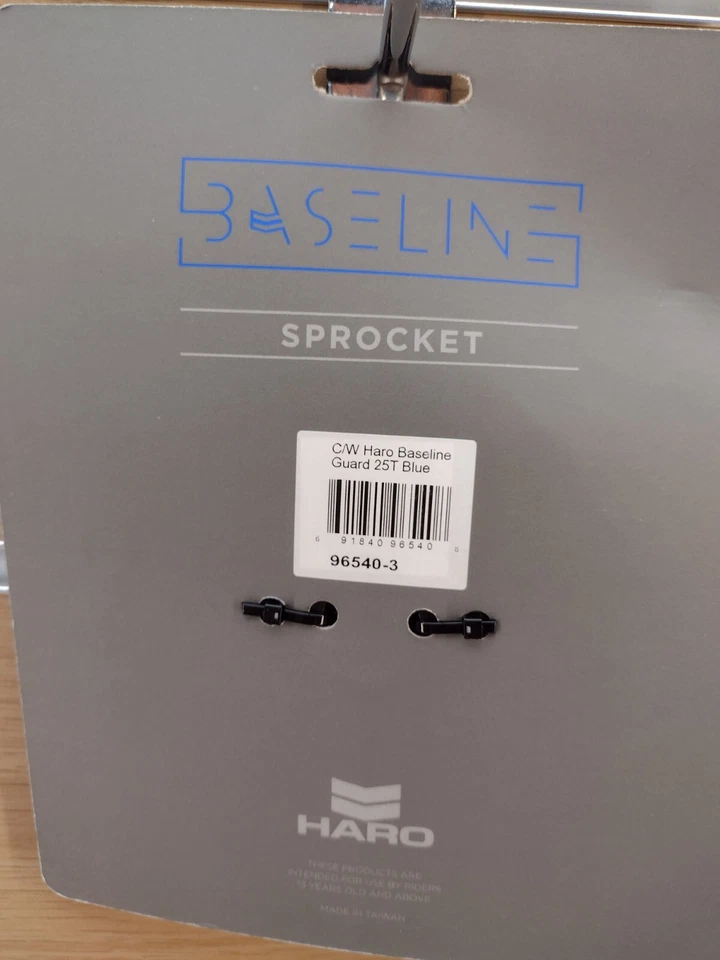 BASELINE
SPROCKET
C/W Haro Baseline
Guard 25T Blue
6 91840 96540 6
96540-3
HARO
THESE PRODUCTS ARE
INTENDED FOR USE BY RIDERS
13 YEARS OLD AND ABOVE
MADE IN TAIWAN